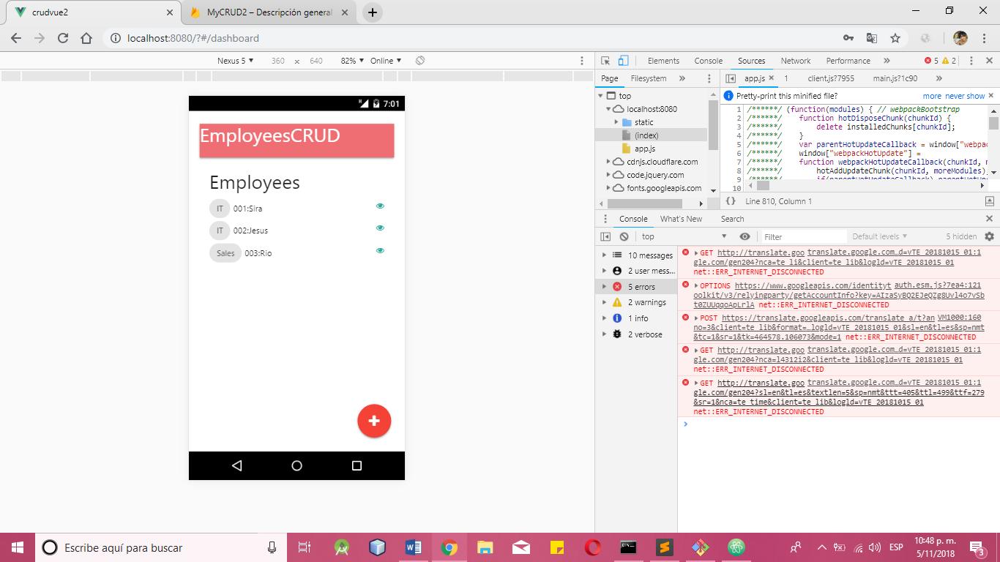 crudvue2
MyCRUD2 – Descripción general
localhost:8080/?#/dashboard
Nexus 5 ▼ 360 × 640 82% ▼ Online ▼
Elements Console Sources Network Performance » 5 2
Page Filesystem »
app.js × 1 client.js?7955 main.js?1c90 »
top
localhost:8080
static
(index)
app.js
cdnjs.cloudflare.com
code.jquery.com
fonts.googleapis.com
Pretty-print this minified file? more never show
1 /******/ (function(modules) { // webpackBootstrap
2 /******/ function hotDisposeChunk(chunkId) {
3 /******/ delete installedChunks[chunkId];
4 /******/ }
5 /******/ var parentHotUpdateCallback = window["webpac
6 /******/ window["webpackHotUpdate"] =
7 /******/ function webpackHotUpdateCallback(chunkId, m
8 /******/ hotAddUpdateChunk(chunkId, moreModules)
9 /******/ if(parentHotUpdateCallback) parentHotUp
10
{} Line 810, Column 1
Console What's New Search
top Filter Default levels ▼ 5 hidden
10 messages
2 user mess...
5 errors
2 warnings
1 info
2 verbose
GET http://translate.goo translate.google.com…d=vTE_20181015_01:1
gle.com/gen204?nca=te_li&client=te_lib&logld=vTE_20181015_01
net::ERR_INTERNET_DISCONNECTED
OPTIONS https://www.googleapis.com/identityt auth.esm.js?7ea4:121
oolkit/v3/relyingparty/getAccountInfo?key=AIzaSyBQ2EJeQZg8Uvl4o7vSb
t0ZUUqqoApLrlA net::ERR_INTERNET_DISCONNECTED
POST https://translate.googleapis.com/translate_a/t?an VM1000:160
no=3&client=te_lib&format=…logld=vTE_20181015_01&sl=en&tl=es&sp=nmt
&tc=1&sr=1&tk=464578.106073&mode=1 net::ERR_INTERNET_DISCONNECTED
GET http://translate.goo translate.google.com…d=vTE_20181015_01:1
gle.com/gen204?nca=l4312i2&client=te_lib&logld=vTE_20181015_01
net::ERR_INTERNET_DISCONNECTED
GET http://translate.goo translate.google.com…d=vTE_20181015_01:1
gle.com/gen204?sl=en&tl=es&textlen=5&sp=nmt&ttt=405&ttl=499&ttf=279
&sr=1&nca=te_time&client=te_lib&logld=vTE_20181015_01
net::ERR_INTERNET_DISCONNECTED
7:01
EmployeesCRUD
Employees
IT 001:Sira
IT 002:Jesus
Sales 003:Rio
Escribe aquí para buscar
ESP
10:48 p. m.
5/11/2018
3